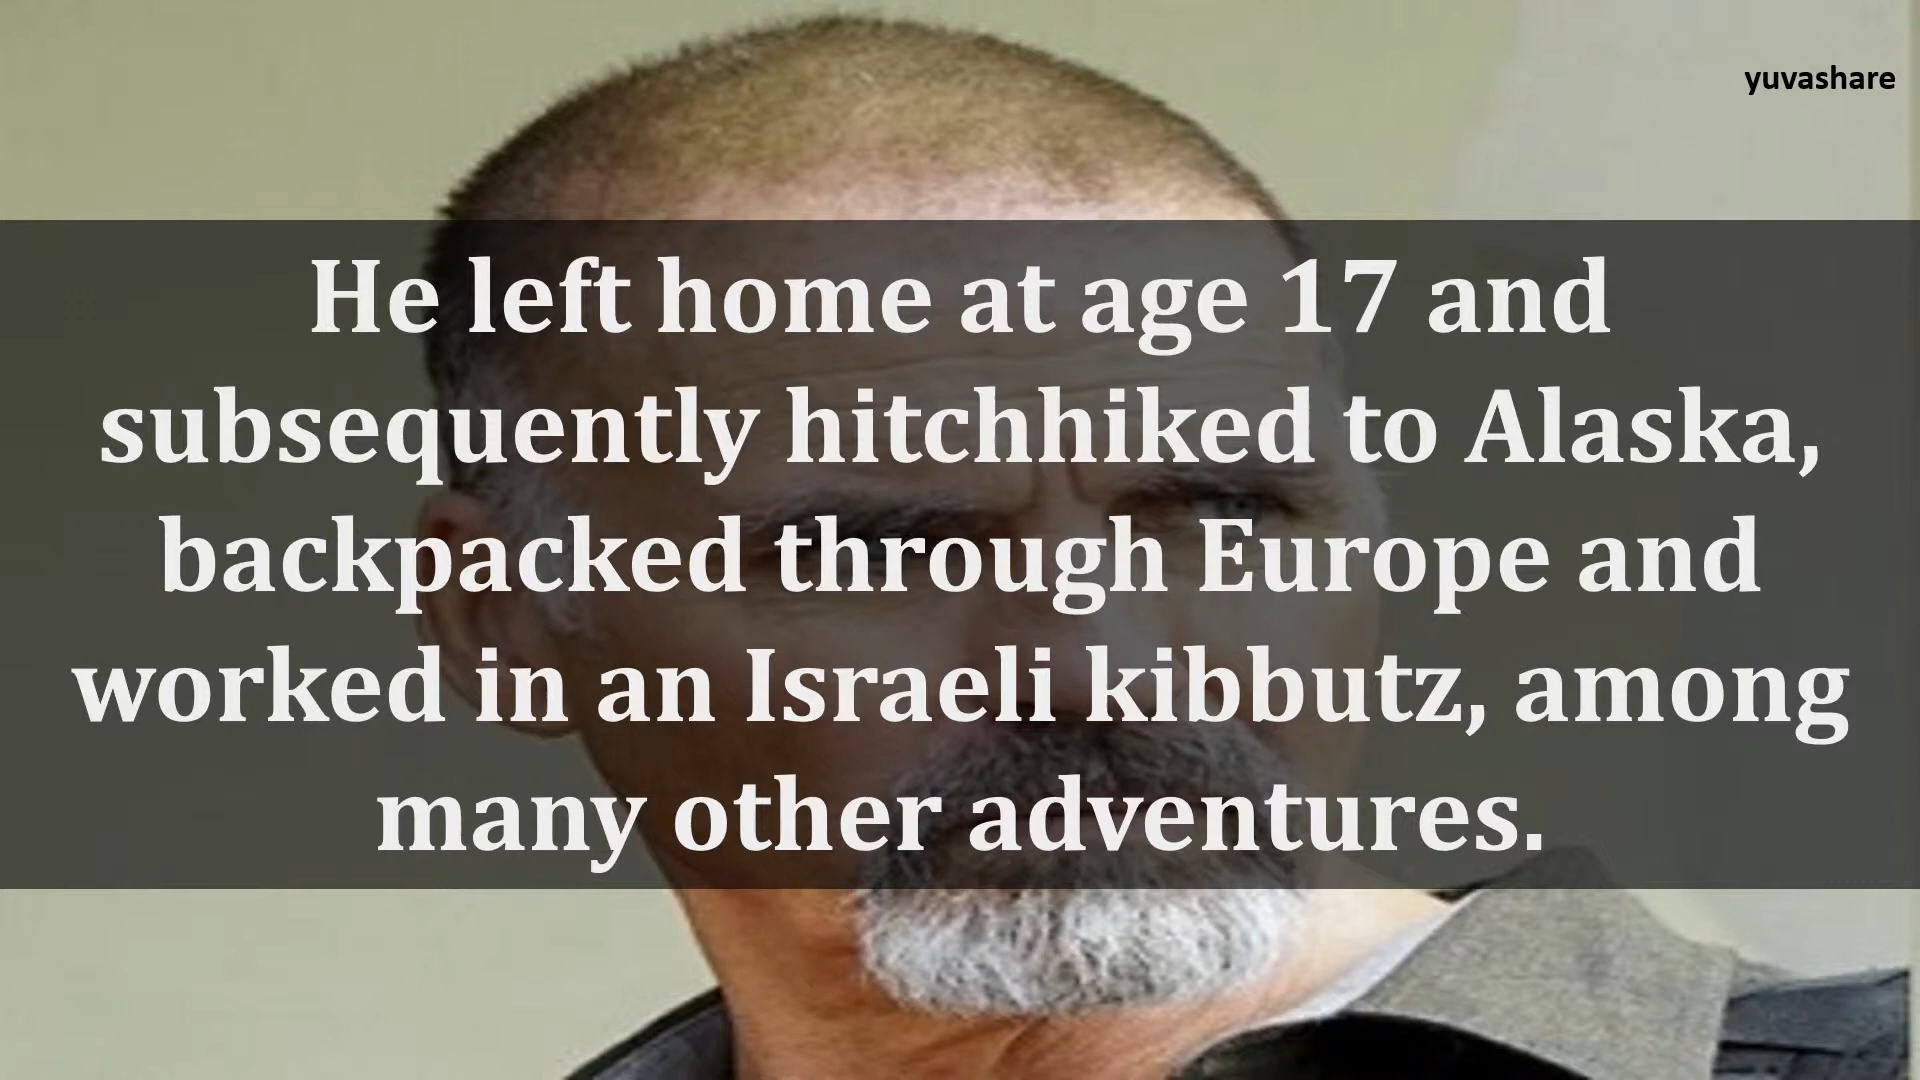 yuvashare
He left home at age 17 and
subsequently hitchhiked to Alaska,
backpacked through Europe and
worked in an Israeli kibbutz, among
many other adventures.